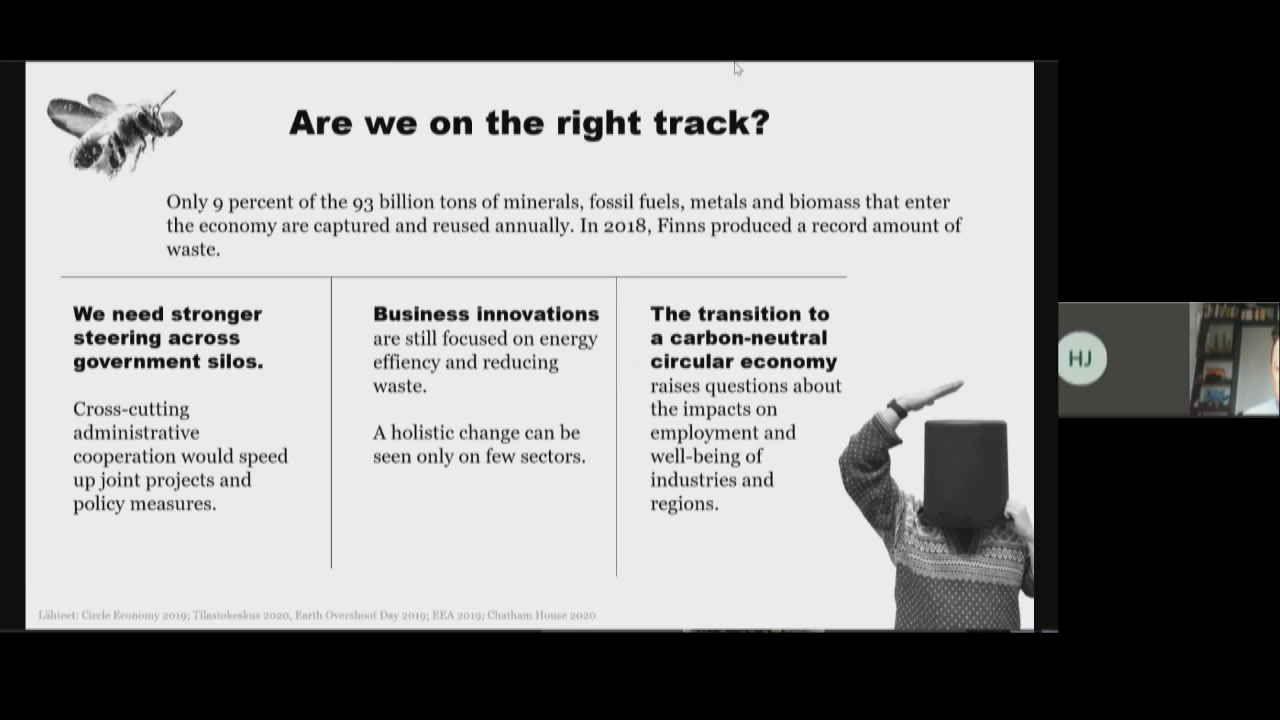 Are we on the right track?
Only 9 percent of the 93 billion tons of minerals, fossil fuels, metals and biomass that enter
the economy are captured and reused annually. In 2018, Finns produced a record amount of
waste.
We need stronger
steering across
government silos.
Cross-cutting
administrative
cooperation would speed
up joint projects and
policy measures.
Business innovations
are still focused on energy
effiency and reducing
waste.
A holistic change can be
seen only on few sectors.
The transition to
a carbon-neutral
circular economy
raises questions about
the impacts on
employment and
well-being of
industries and
regions.
Lähteet: Circle Economy 2019; Tilastokeskus 2020, Earth Overshoot Day 2019; EEA 2019; Chatham House 2020
HJ